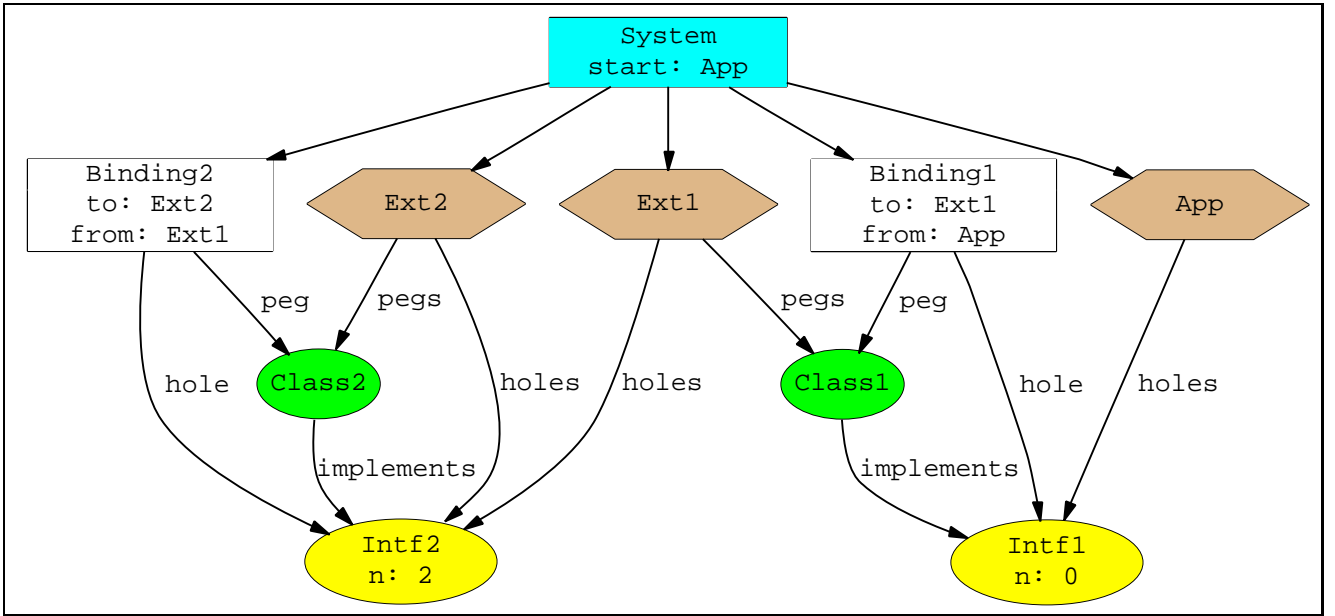 System
start: App
Binding2
to: Ext2
from: Ext1
Ext2
Ext1
Binding1
to: Ext1
from: App
App
peg
pegs
pegs
peg
hole
Class2
holes
holes
Class1
hole
holes
implements
implements
Intf2
n: 2
Intf1
n: 0